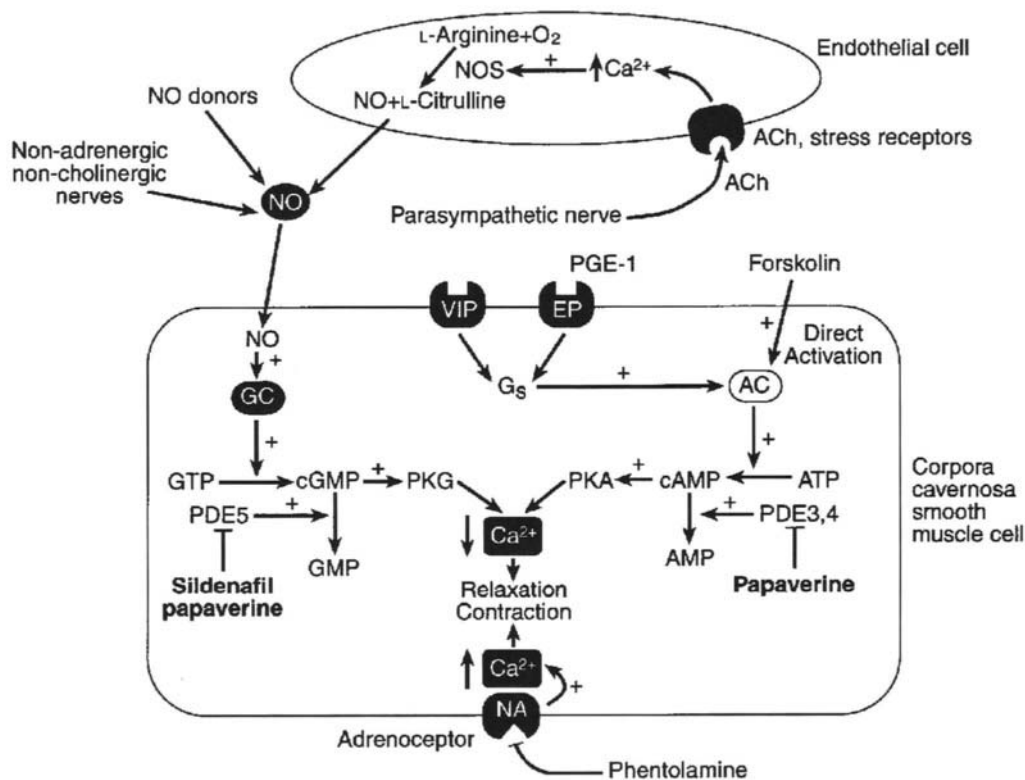 L-Arginine+O₂
Endothelial cell
NOS
+
↑Ca²⁺
NO donors
NO+L-Citrulline
ACh, stress receptors
Non-adrenergic
non-cholinergic
nerves
NO
ACh
Parasympathetic nerve
PGE-1
Forskolin
VIP
EP
NO
+
Direct
Activation
+
GC
Gs
+
AC
+
+
GTP
cGMP
+
PKG
PKA
+
cAMP
ATP
Corpora
cavernosa
smooth
muscle cell
PDE5
+
+
PDE3,4
↓
Ca²⁺
GMP
AMP
Sildenafil
papaverine
Relaxation
Contraction
Papaverine
↑
Ca²⁺
+
NA
Adrenoceptor
Phentolamine